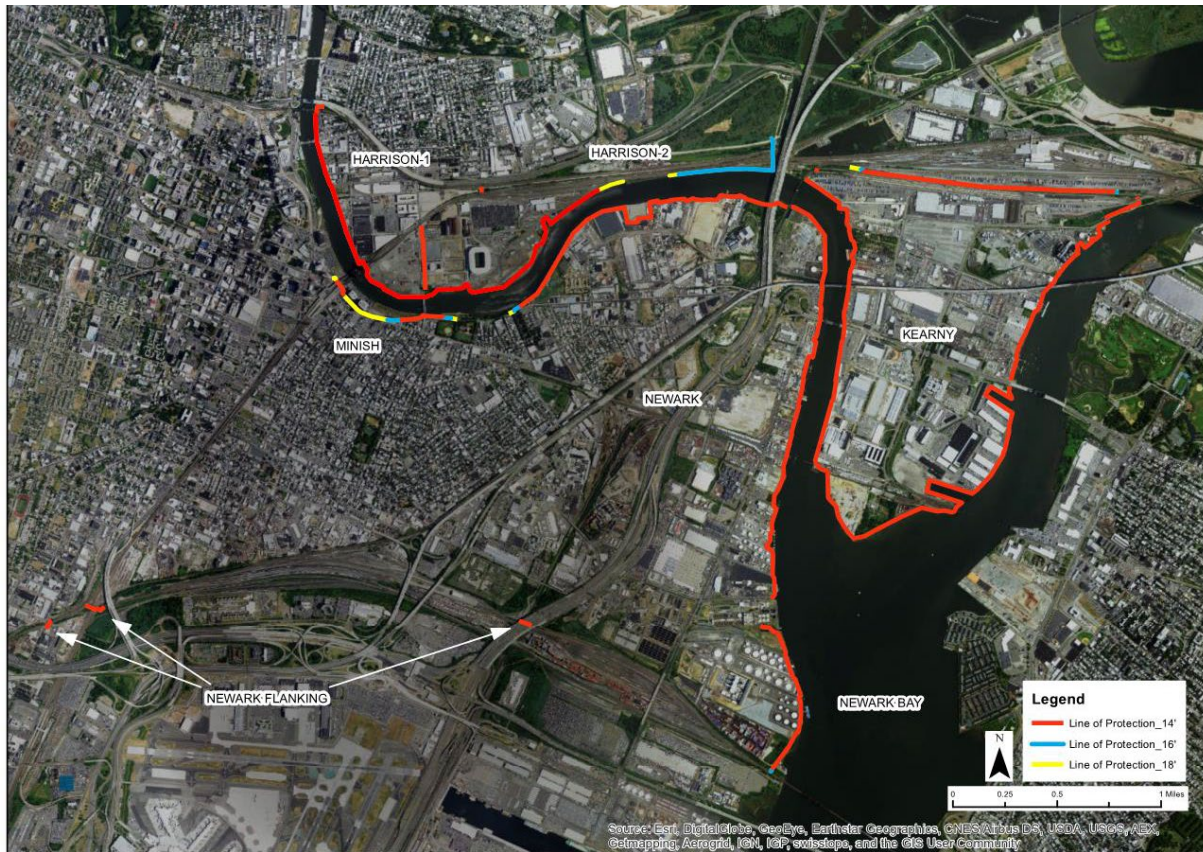 HARRISON-1
HARRISON-2
MINISH
KEARNY
NEWARK
NEWARK FLANKING
NEWARK BAY
Legend
Line of Protection_14'
Line of Protection_16'
Line of Protection_18'
N
0 0.25 0.5 1 Miles
Source: Esri, DigitalGlobe, GeoEye, Earthstar Geographics, CNES/Airbus DS, USDA, USGS, AEX,
Getmapping, Aerogrid, IGN, IGP, swisstopo, and the GIS User Community